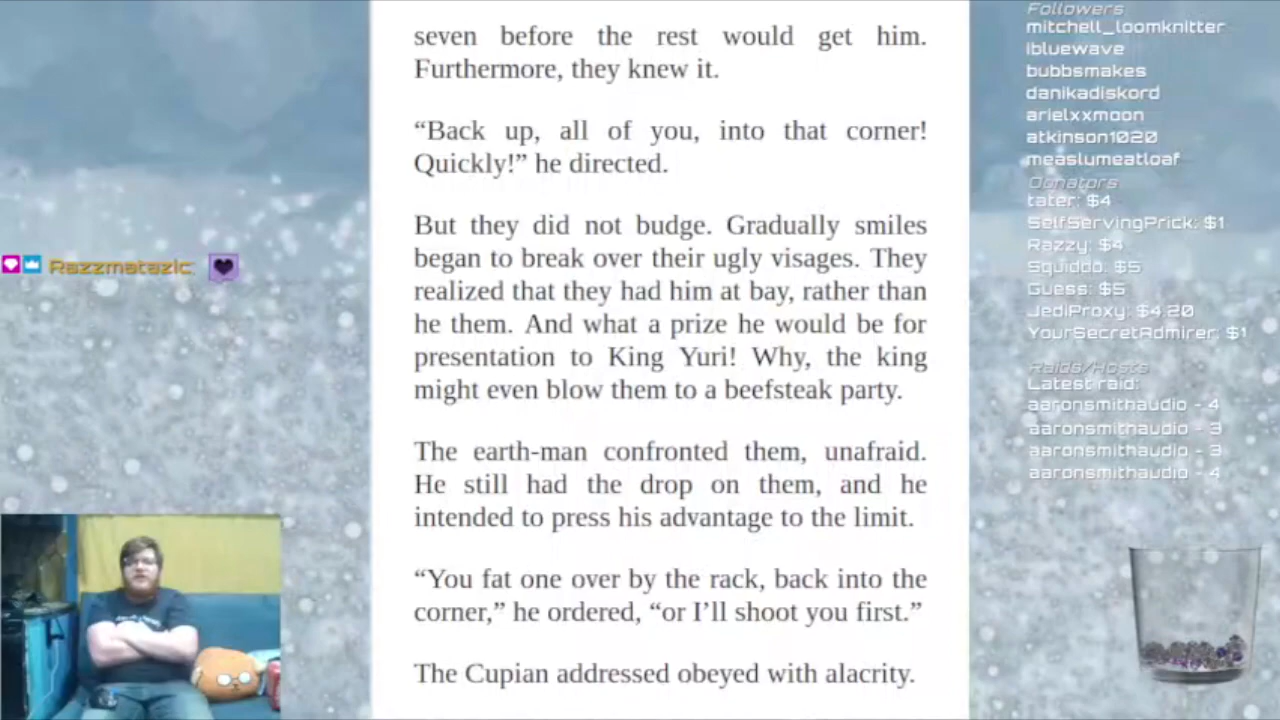 seven before the rest would get him.
Furthermore, they knew it.
“Back up, all of you, into that corner!
Quickly!” he directed.
But they did not budge. Gradually smiles
began to break over their ugly visages. They
realized that they had him at bay, rather than
he them. And what a prize he would be for
presentation to King Yuri! Why, the king
might even blow them to a beefsteak party.
The earth-man confronted them, unafraid.
He still had the drop on them, and he
intended to press his advantage to the limit.
“You fat one over by the rack, back into the
corner,” he ordered, “or I’ll shoot you first.”
The Cupian addressed obeyed with alacrity.
Razzmatazic:
Followers
mitchell_loomknitter
ibluewave
bubbsmakes
danikadiskord
arielxxmoon
atkinson1020
measlymeatloaf
Donators
tater: $4
SelfServingPrick: $1
Razzy: $4
Squiddo: $5
Guess: $5
JediProxy: $4.20
YourSecretAdmirer: $1
Raids/Hosts
Latest raid:
aaronsmithaudio - 4
aaronsmithaudio - 3
aaronsmithaudio - 3
aaronsmithaudio - 4